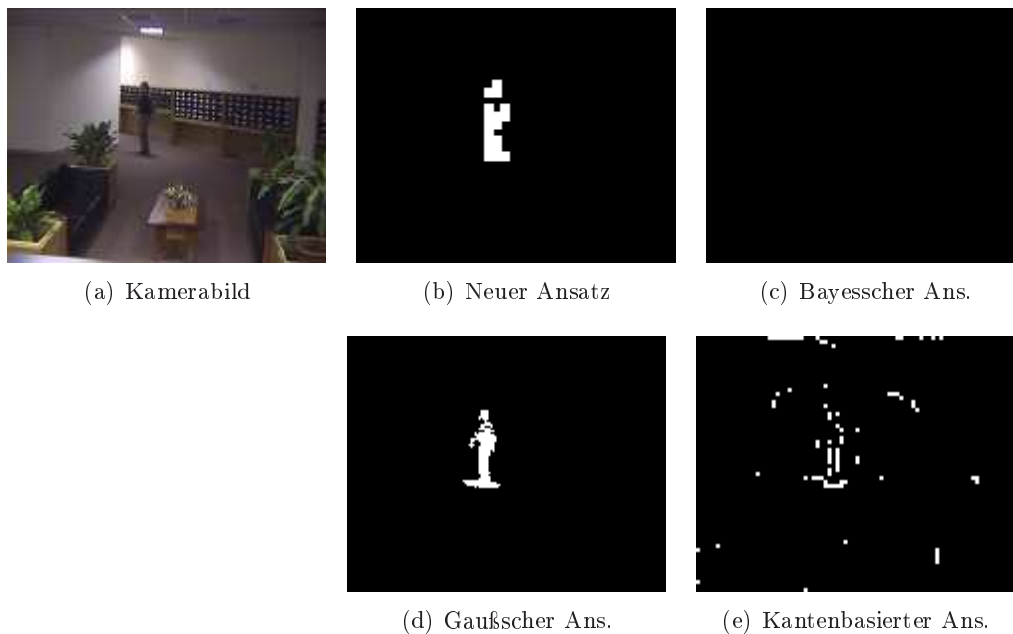 (a) Kamerabild
(b) Neuer Ansatz
(c) Bayesscher Ans.
(d) Gaußscher Ans.
(e) Kantenbasierter Ans.